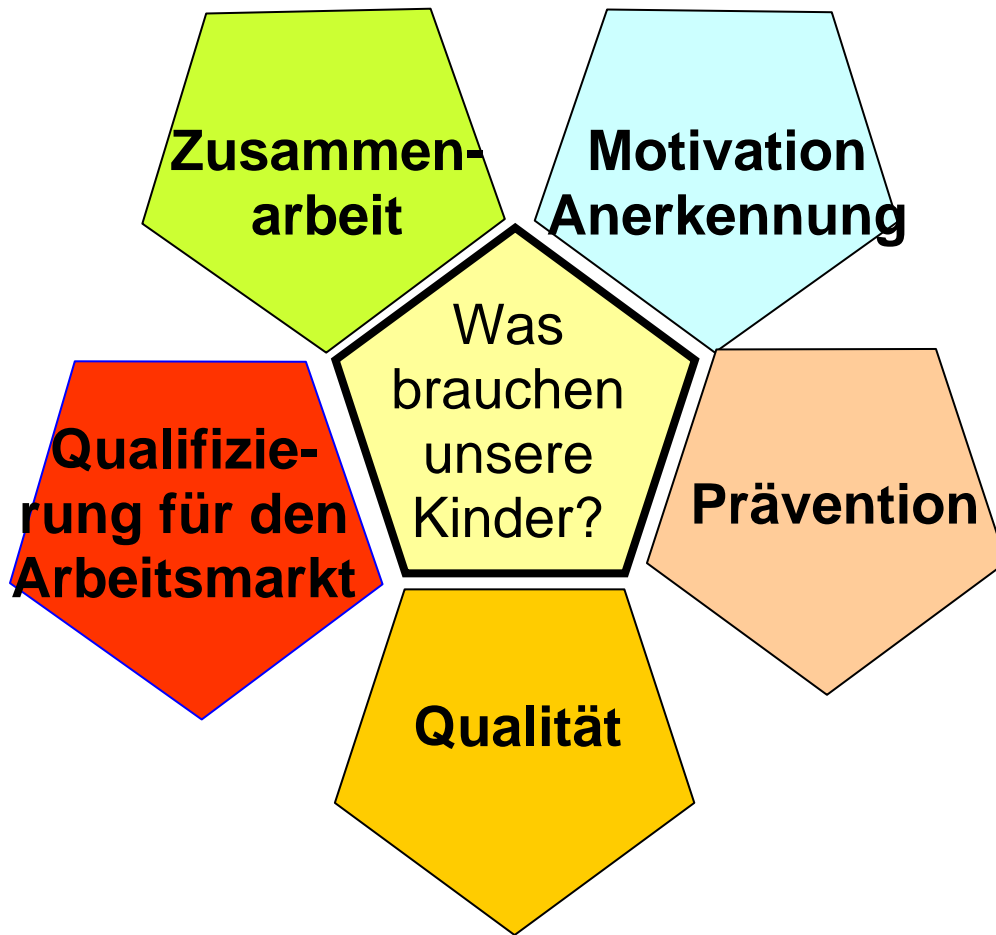 Zusammen-
arbeit
Motivation
Anerkennung
Was
brauchen
unsere
Kinder?
Qualifizie-
rung für den
Arbeitsmarkt
Prävention
Qualität